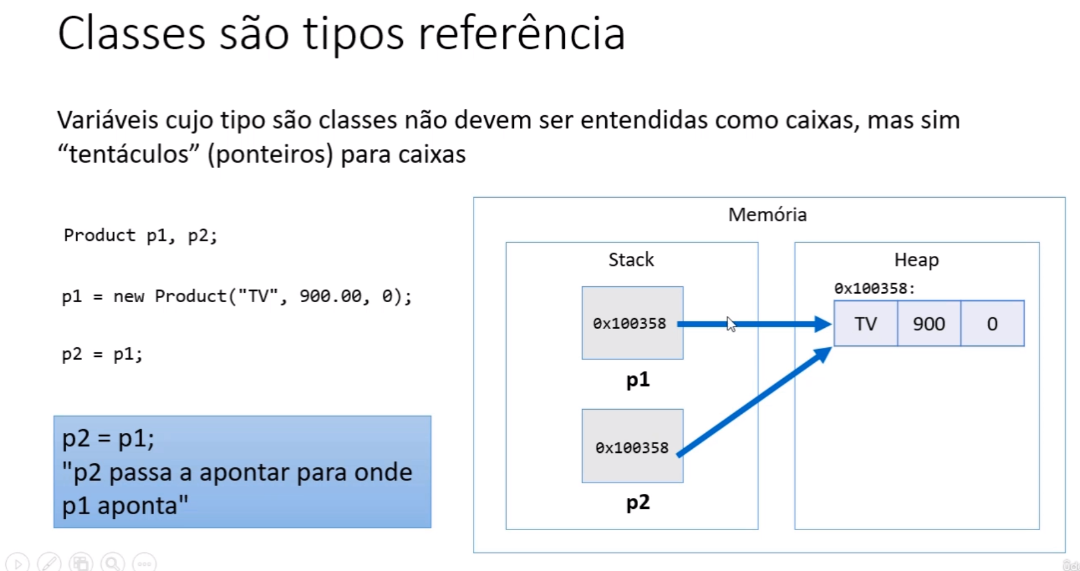 Classes são tipos referência
Variáveis cujo tipo são classes não devem ser entendidas como caixas, mas sim
“tentáculos” (ponteiros) para caixas
Product p1, p2;
p1 = new Product("TV", 900.00, 0);
p2 = p1;
p2 = p1;
"p2 passa a apontar para onde
p1 aponta"
Memória
Stack
0x100358
p1
0x100358
p2
Heap
0x100358:
TV 900 0